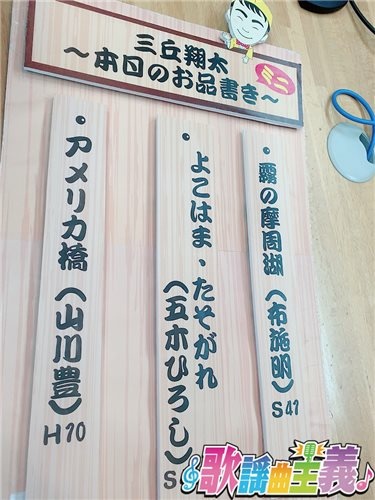 三丘翔太
～本日のお品書き～
ミニ
・霧の摩周湖（布施明）S41
・よこはま、たそがれ（五木ひろし）S
・アメリカ橋（山川豊）H10
歌謡曲主義